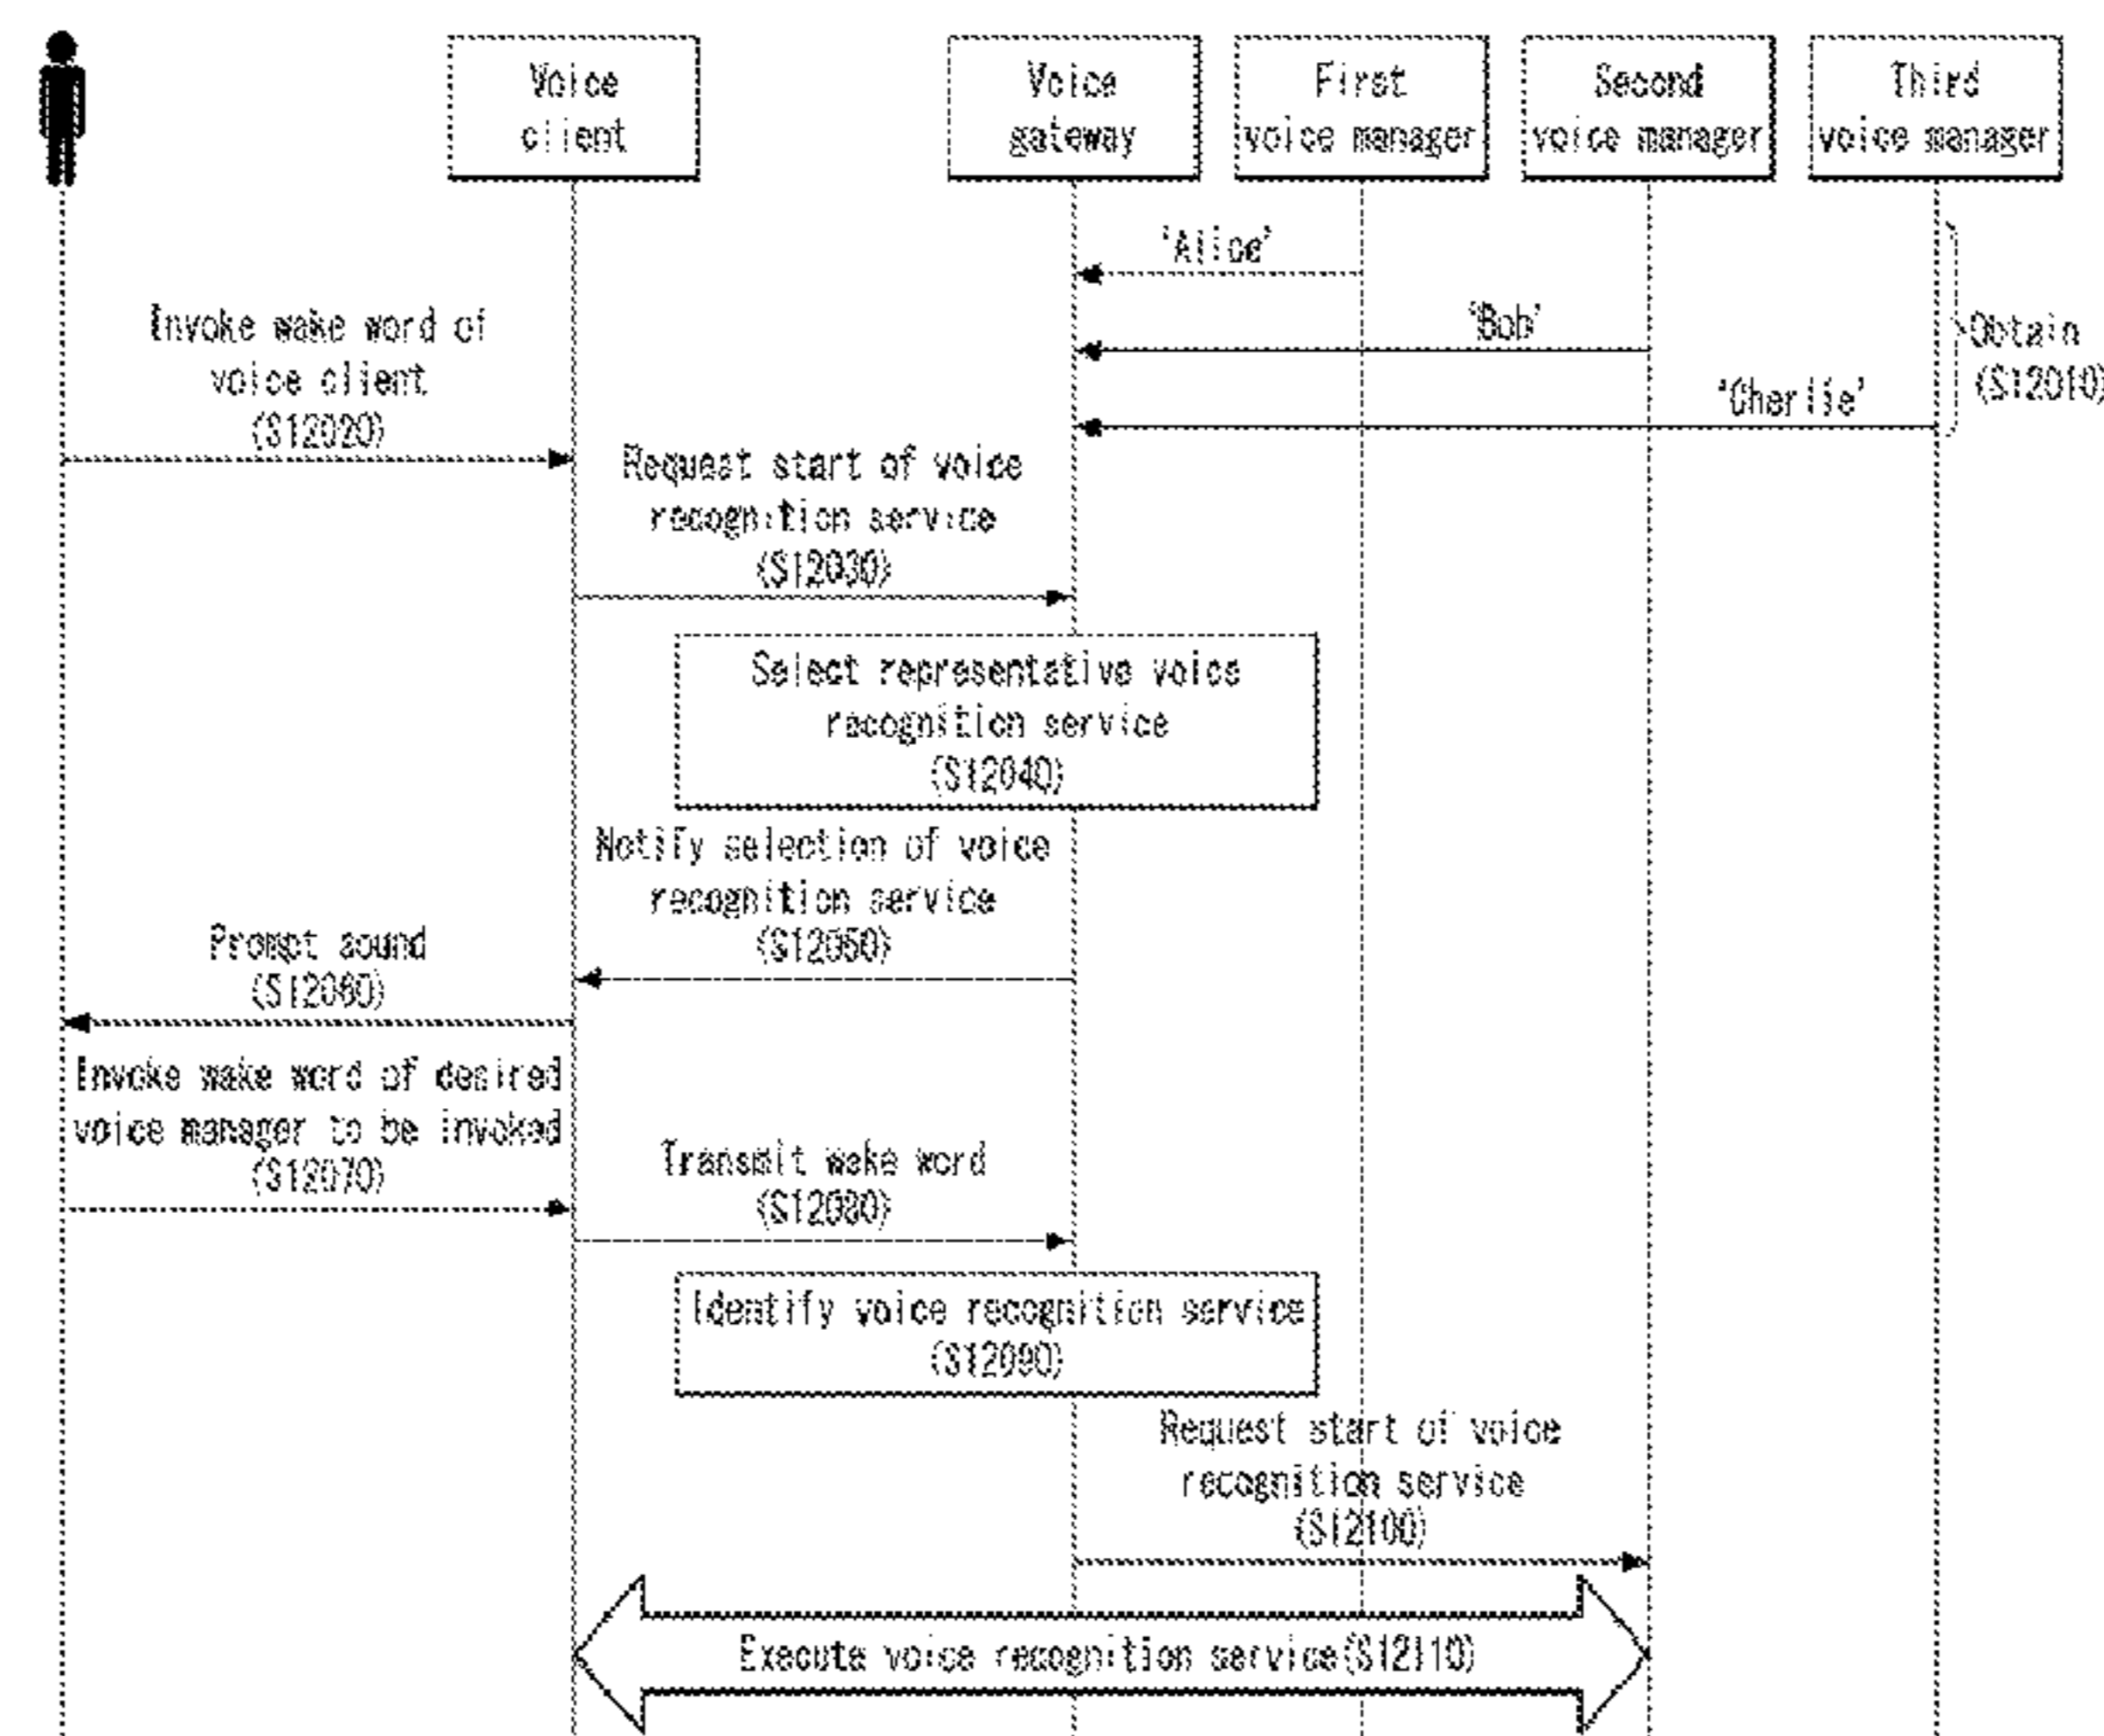 Voice
client
Voice
gateway
First
voice manager
Second
voice manager
Third
voice manager
'Alice'
'Bob'
'Cherlie'
Obtain
(S12010)
Invoke wake word of
voice client
(S12020)
Request start of voice
recognition service
(S12030)
Select representative voice
recognition service
(S12040)
Notify selection of voice
recognition service
(S12050)
Prompt sound
(S12060)
Invoke wake word of desired
voice manager to be invoked
(S12070)
Transmit wake word
(S12080)
Identify voice recognition service
(S12090)
Request start of voice
recognition service
(S12100)
Execute voice recognition service(S12110)